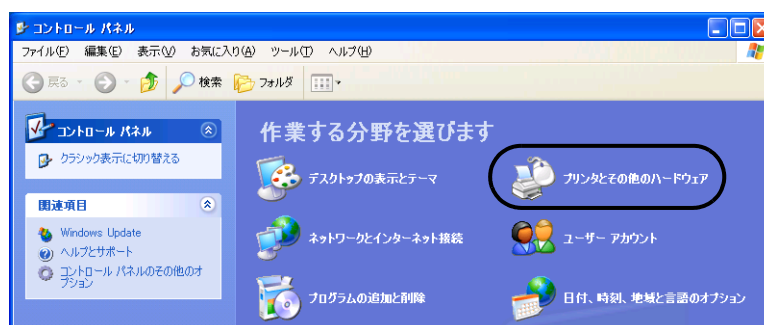 コントロール パネル
ファイル(F) 編集(E) 表示(V) お気に入り(A) ツール(T) ヘルプ(H)
戻る 検索 フォルダ
コントロール パネル
クラシック表示に切り替える
関連項目
Windows Update
ヘルプとサポート
コントロール パネルのその他のオ
プション
作業する分野を選びます
デスクトップの表示とテーマ
プリンタとその他のハードウェア
ネットワークとインターネット接続
ユーザー アカウント
プログラムの追加と削除
日付、時刻、地域と言語のオプション